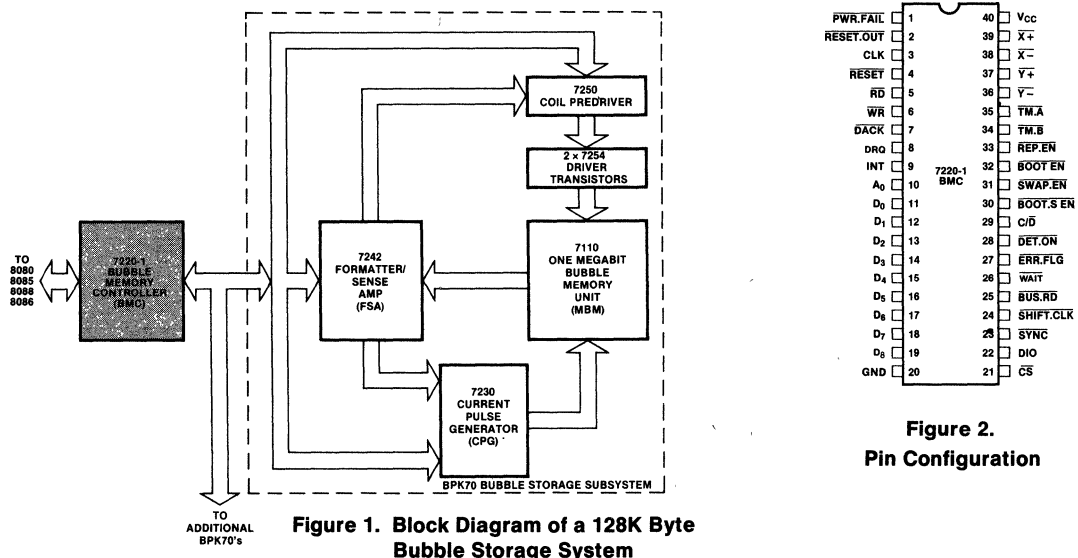 7250
COIL PREDRIVER
2 x 7254
DRIVER
TRANSISTORS
TO
8080
8085
8088
8086
7220-1
BUBBLE
MEMORY
CONTROLLER
(BMC)
7242
FORMATTER/
SENSE
AMP
(FSA)
7110
ONE MEGABIT
BUBBLE
MEMORY
UNIT
(MBM)
7230
CURRENT
PULSE
GENERATOR
(CPG)
BPK70 BUBBLE STORAGE SUBSYSTEM
TO
ADDITIONAL
BPK70's
Figure 1. Block Diagram of a 128K Byte
Bubble Storage System
PWR.FAIL 1 40 VCC
RESET.OUT 2 39 X+
CLK 3 38 X-
RESET 4 37 Y+
RD 5 36 Y-
WR 6 35 TM.A
DACK 7 34 TM.B
DRQ 8 33 REP.EN
INT 9 32 BOOT EN
A0 10 31 SWAP.EN
D0 11 30 BOOT.S EN
D1 12 29 C/D
D2 13 28 DET.ON
D3 14 27 ERR.FLG
D4 15 26 WAIT
D5 16 25 BUS.RD
D6 17 24 SHIFT.CLK
D7 18 23 SYNC
D8 19 22 DIO
GND 20 21 CS
7220-1
BMC
Figure 2.
Pin Configuration